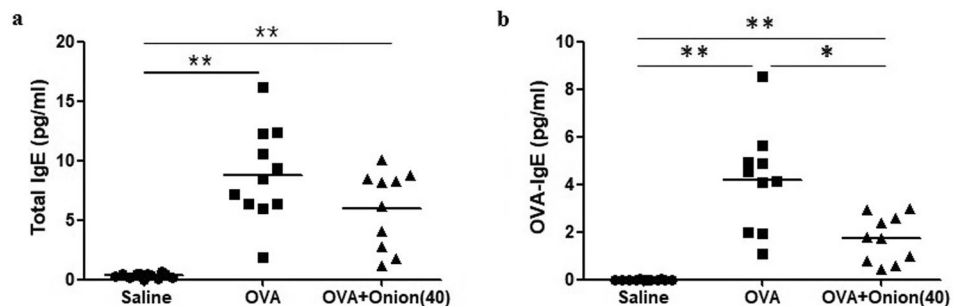 a
b
**
**
20
15
10
5
0
Total IgE (pg/ml)
Saline
OVA
OVA+Onion(40)
**
**
*
10
8
6
4
2
0
OVA-IgE (pg/ml)
Saline
OVA
OVA+Onion(40)